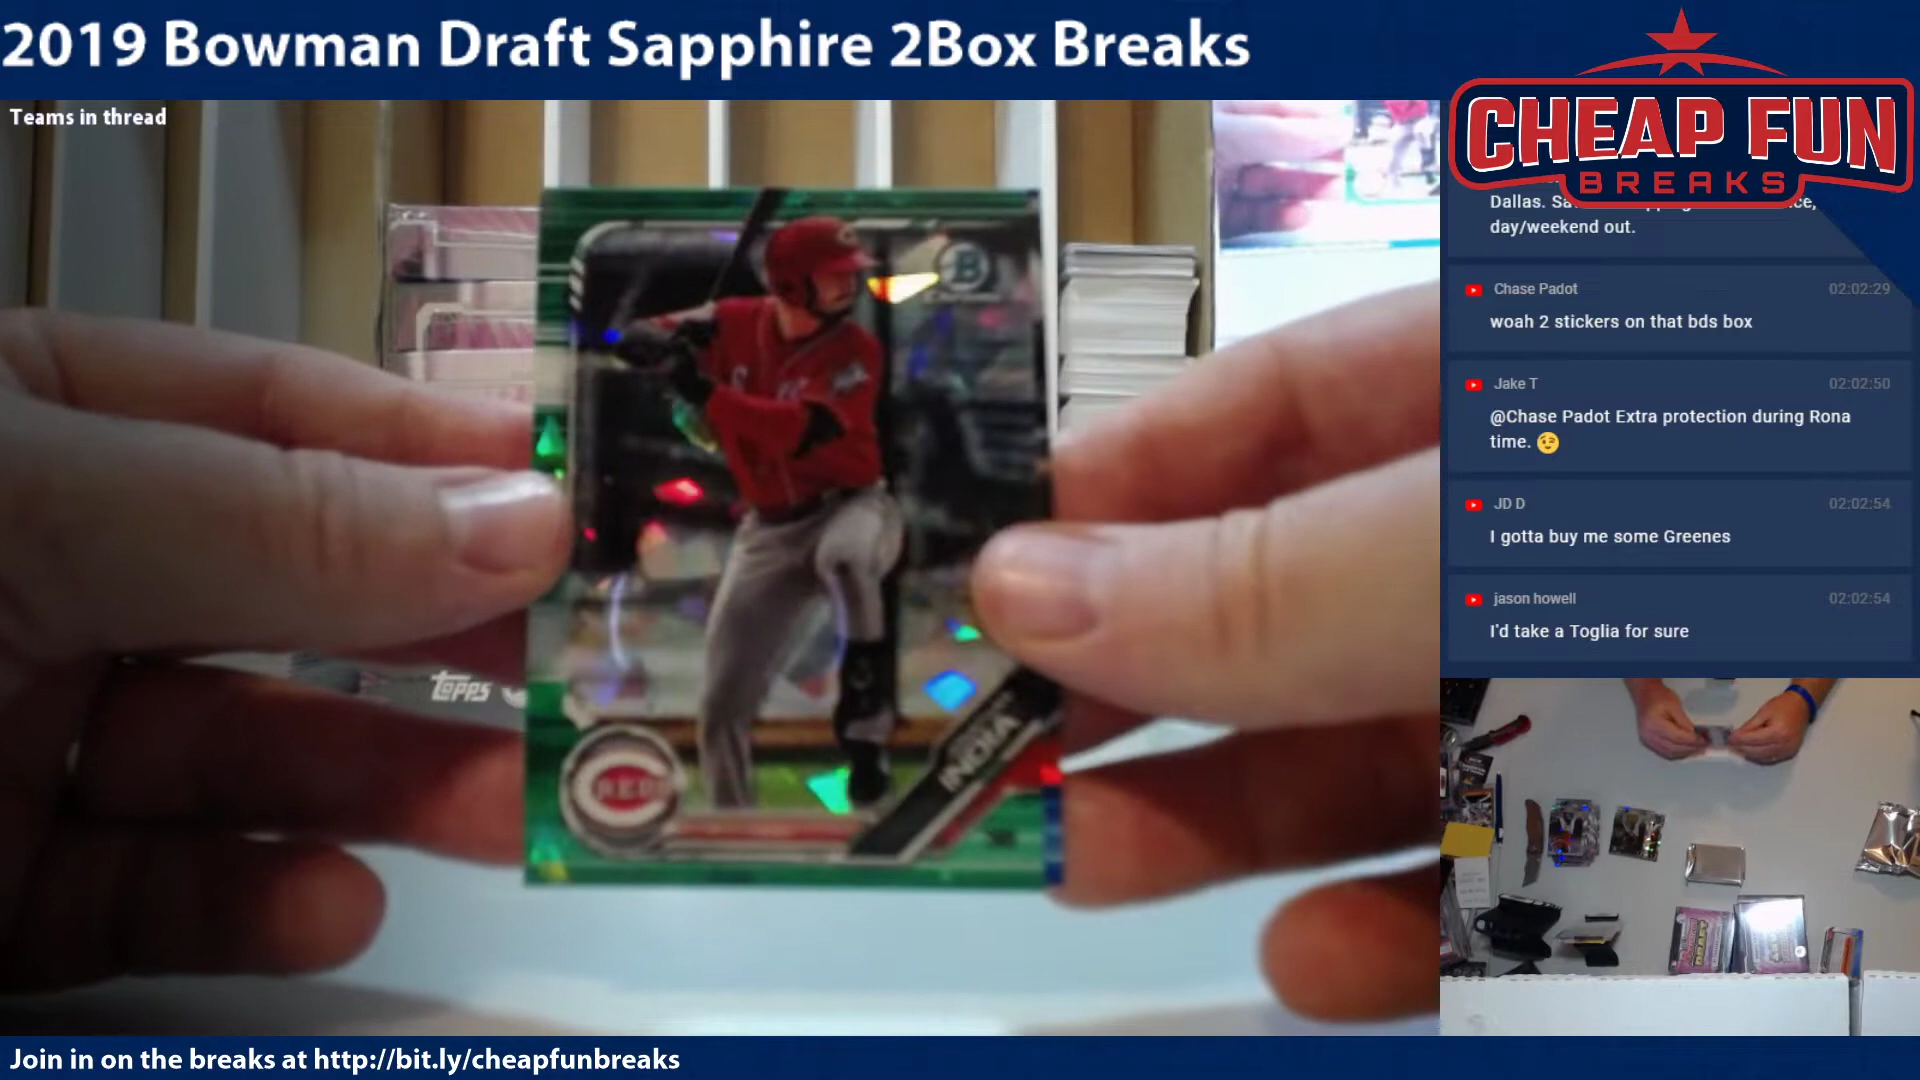 2019 Bowman Draft Sapphire 2Box Breaks
Teams in thread
CHEAP FUN
BREAKS
Dallas.
day/weekend out.
Chase Padot 02:02:29
woah 2 stickers on that bds box
Jake T 02:02:50
@Chase Padot Extra protection during Rona
time. 😉
JD D 02:02:54
I gotta buy me some Greenes
jason howell 02:02:54
I'd take a Toglia for sure
B
REDS
INDIA
TOPPS
Join in on the breaks at http://bit.ly/cheapfunbreaks